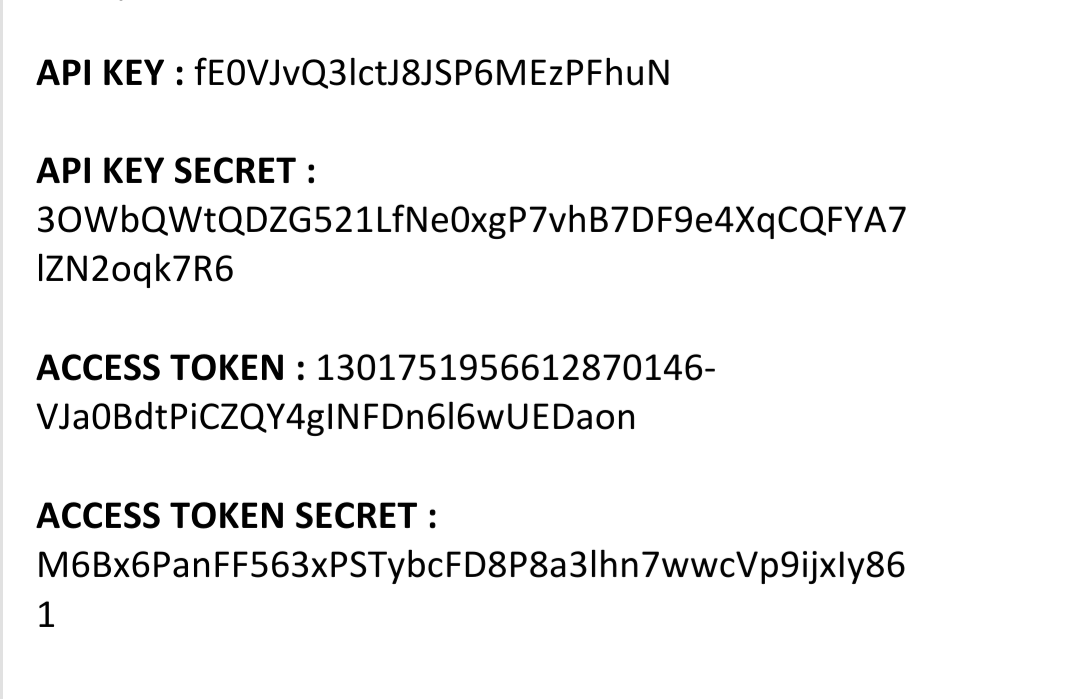 API KEY : fE0VJvQ3lctJ8JSP6MEzPFhuN
API KEY SECRET :
3OWbQWtQDZG521LfNe0xgP7vhB7DF9e4XqCQFYA7
lZN2oqk7R6
ACCESS TOKEN : 1301751956612870146-
VJa0BdtPiCZQY4gINFDn6l6wUEDaon
ACCESS TOKEN SECRET :
M6Bx6PanFF563xPSTybcFD8P8a3lhn7wwcVp9ijxIy86
1